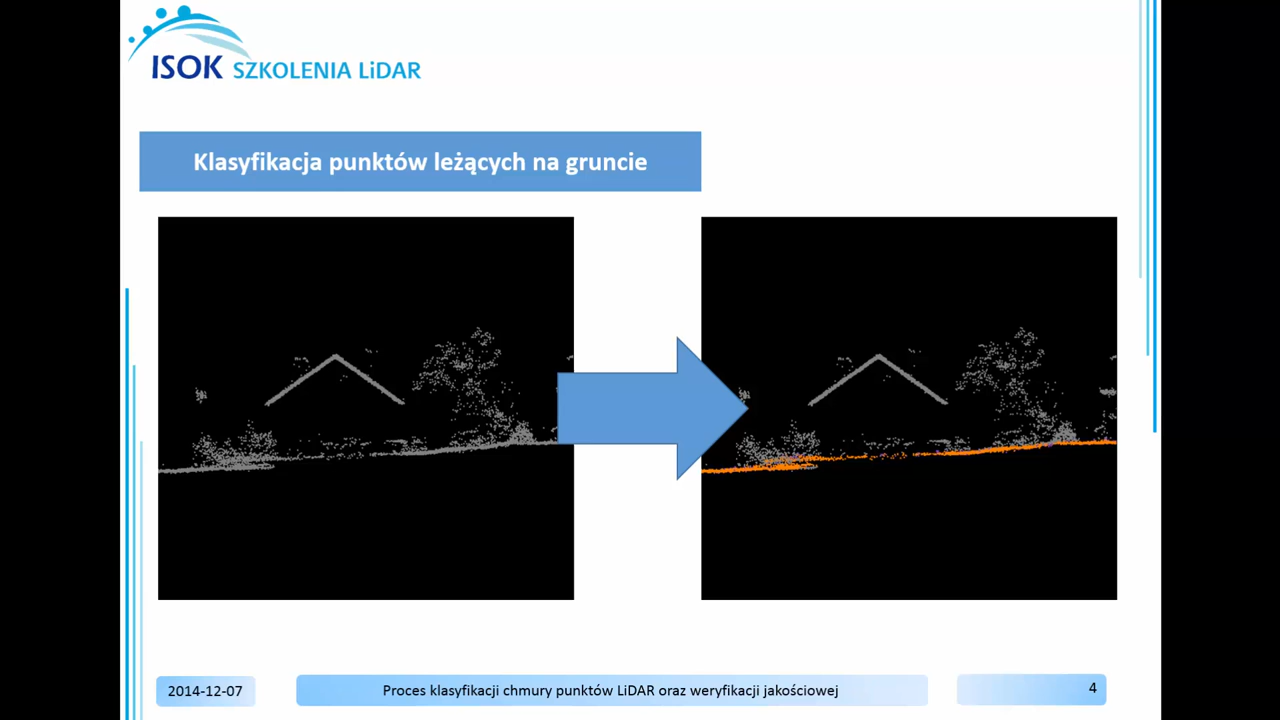 ISOK SZKOLENIA LiDAR
Klasyfikacja punktów leżących na gruncie
2014-12-07
Proces klasyfikacji chmury punktów LiDAR oraz weryfikacji jakościowej
4